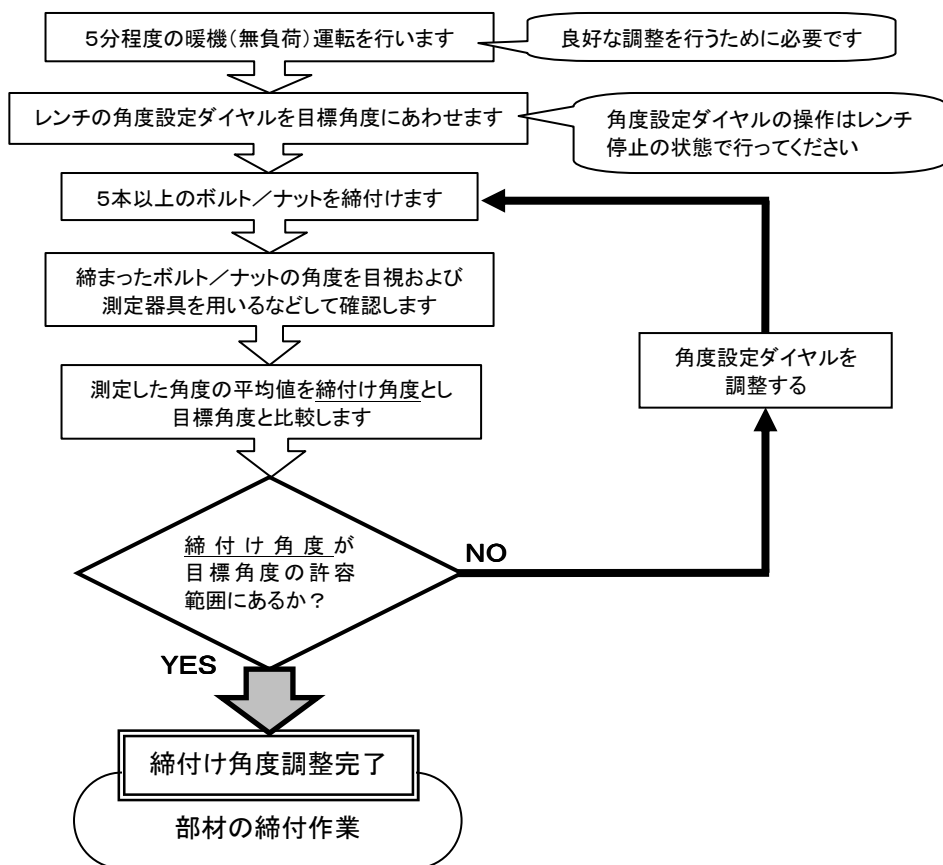 5分程度の暖機(無負荷)運転を行います
良好な調整を行うために必要です
レンチの角度設定ダイヤルを目標角度にあわせます
角度設定ダイヤルの操作はレンチ
停止の状態で行ってください
5本以上のボルト/ナットを締付けます
締まったボルト/ナットの角度を目視および
測定器具を用いるなどして確認します
角度設定ダイヤルを
調整する
測定した角度の平均値を締付け角度とし
目標角度と比較します
締付け角度が
目標角度の許容
範囲にあるか?
NO
YES
締付け角度調整完了
部材の締付作業